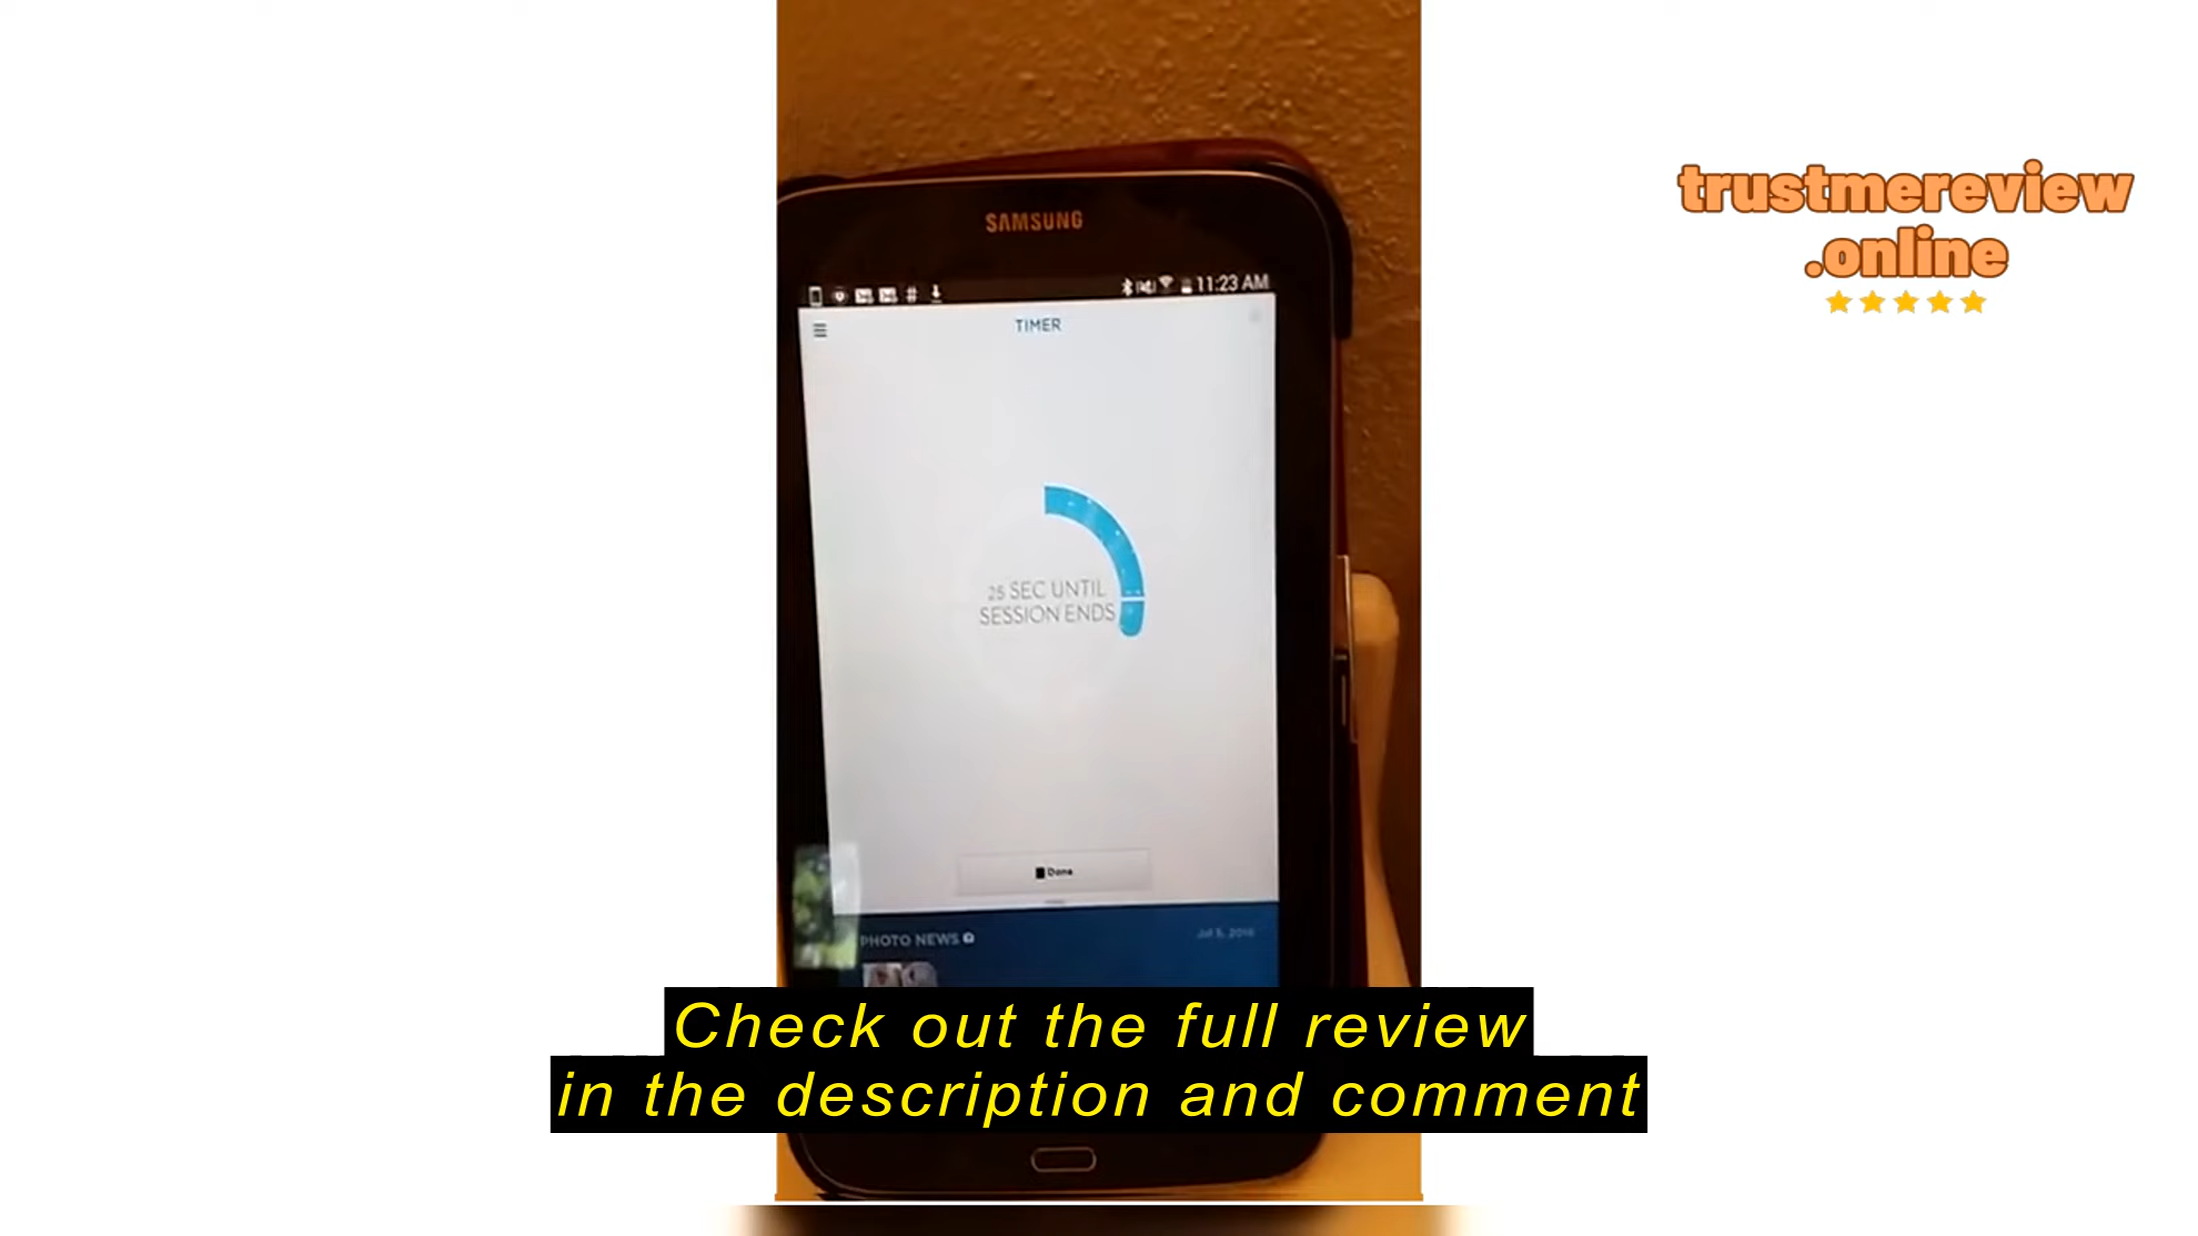 trustmereview
.online
SAMSUNG
11:23 AM
TIMER
25 SEC UNTIL
SESSION ENDS
Done
PHOTO NEWS
Check out the full review
in the description and comment